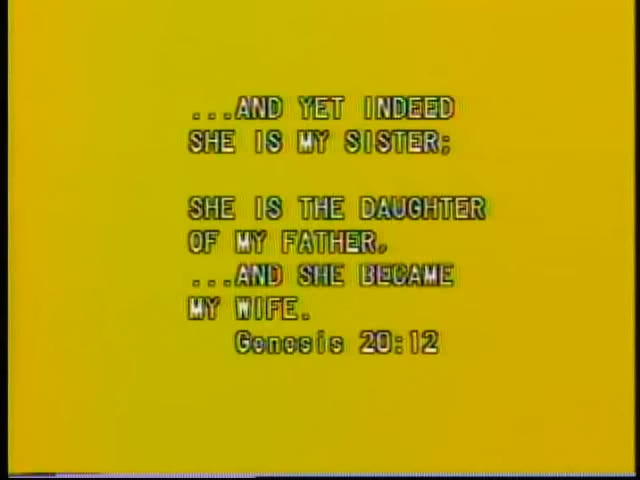 ...AND YET INDEED
SHE IS MY SISTER;
SHE IS THE DAUGHTER
OF MY FATHER,
...AND SHE BECAME
MY WIFE.
Genesis 20:12